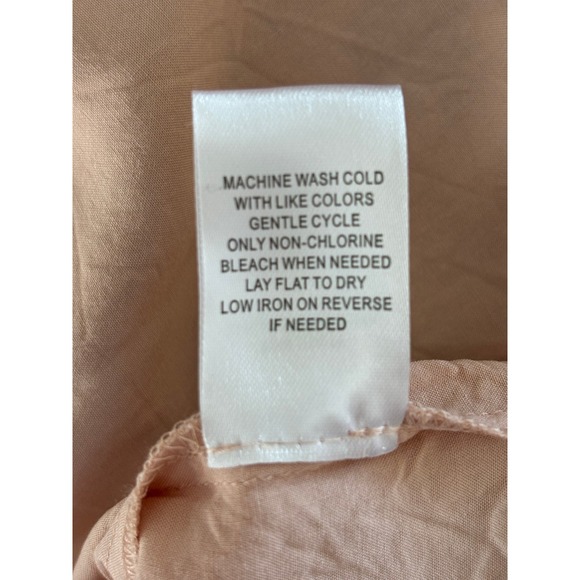 MACHINE WASH COLD
WITH LIKE COLORS
GENTLE CYCLE
ONLY NON-CHLORINE
BLEACH WHEN NEEDED
LAY FLAT TO DRY
LOW IRON ON REVERSE
IF NEEDED